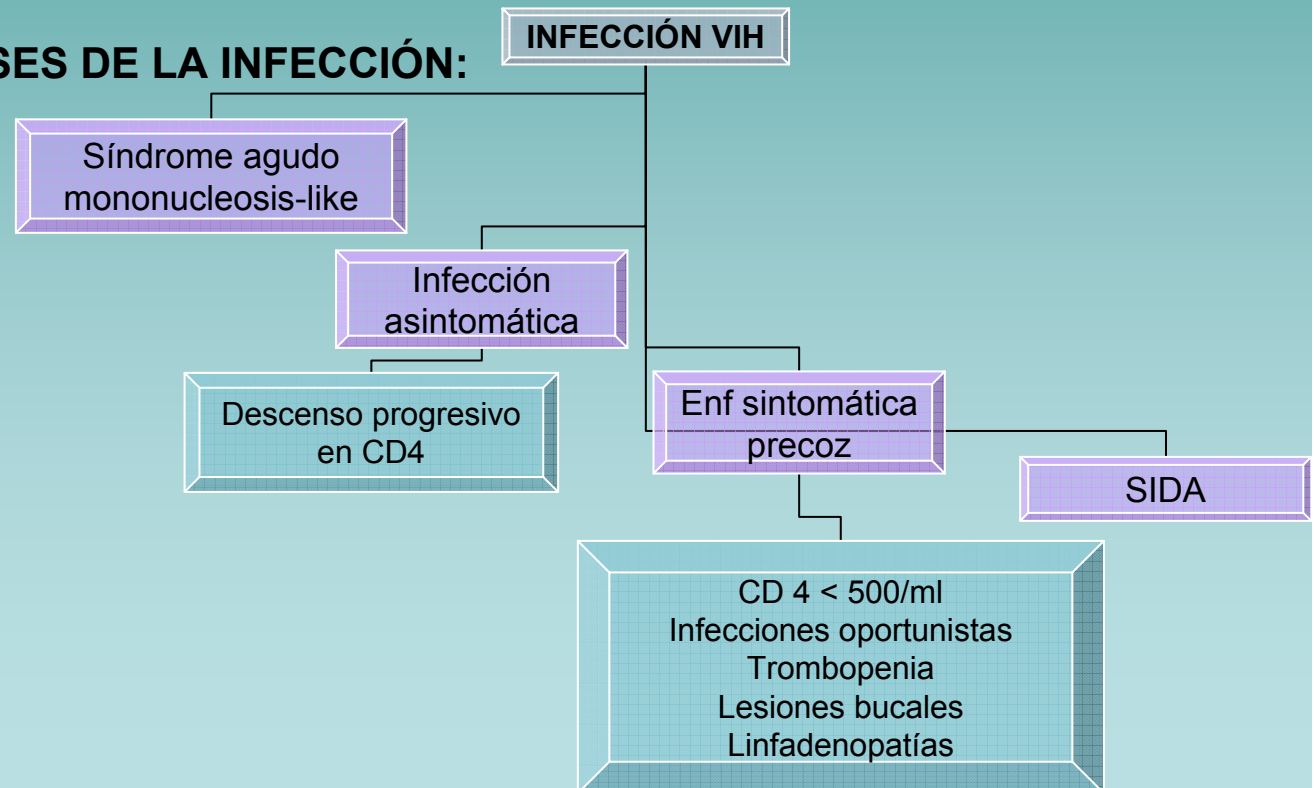 INFECCIÓN VIH
SES DE LA INFECCIÓN:
Síndrome agudo
mononucleosis-like
Infección
asintomática
Descenso progresivo
en CD4
Enf sintomática
precoz
SIDA
CD 4 < 500/ml
Infecciones oportunistas
Trombopenia
Lesiones bucales
Linfadenopatías